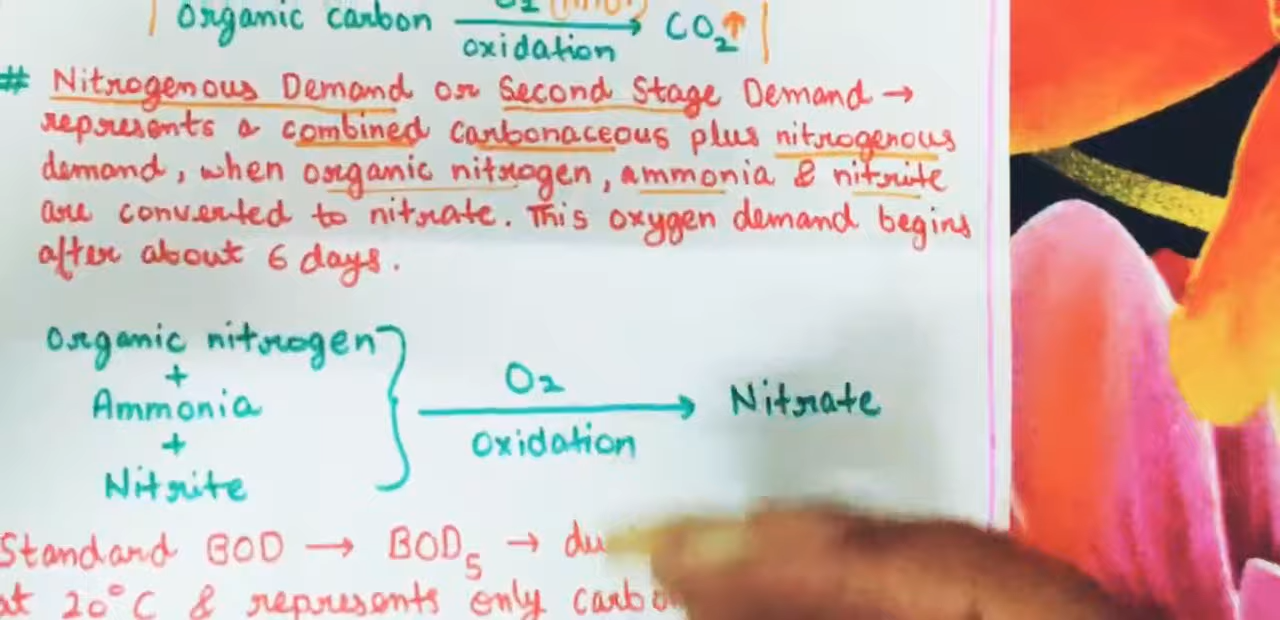 Organic carbon O2 CO2↑
oxidation
# Nitrogenous Demand or Second Stage Demand →
represents a combined carbonaceous plus nitrogenous
demand, when organic nitrogen, ammonia & nitrite
are converted to nitrate. This oxygen demand begins
after about 6 days.
Organic nitrogen
+
Ammonia
+
Nitrite
O2
oxidation
Nitrate
Standard BOD → BOD5 →
at 20°C & represents only